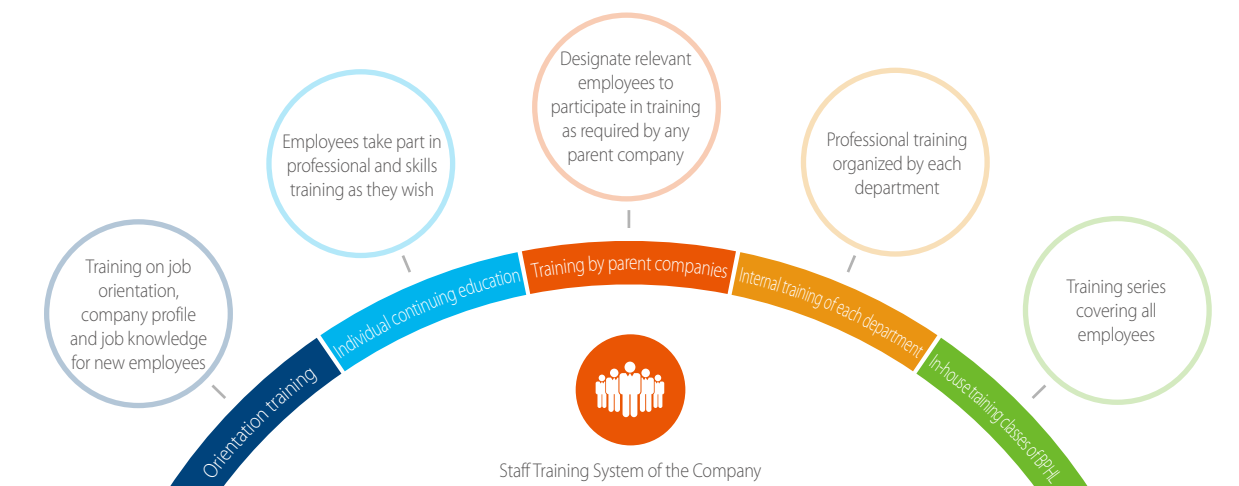 Designate relevant
employees to
participate in training
as required by any
parent company
Employees take part in
professional and skills
training as they wish
Professional training
organized by each
department
Training on job
orientation,
company profile
and job knowledge
for new employees
Training series
covering all
employees
Orientation training
Individual continuing education
Training by parent companies
Internal training of each department
In-house training classes of BPHL
Staff Training System of the Company